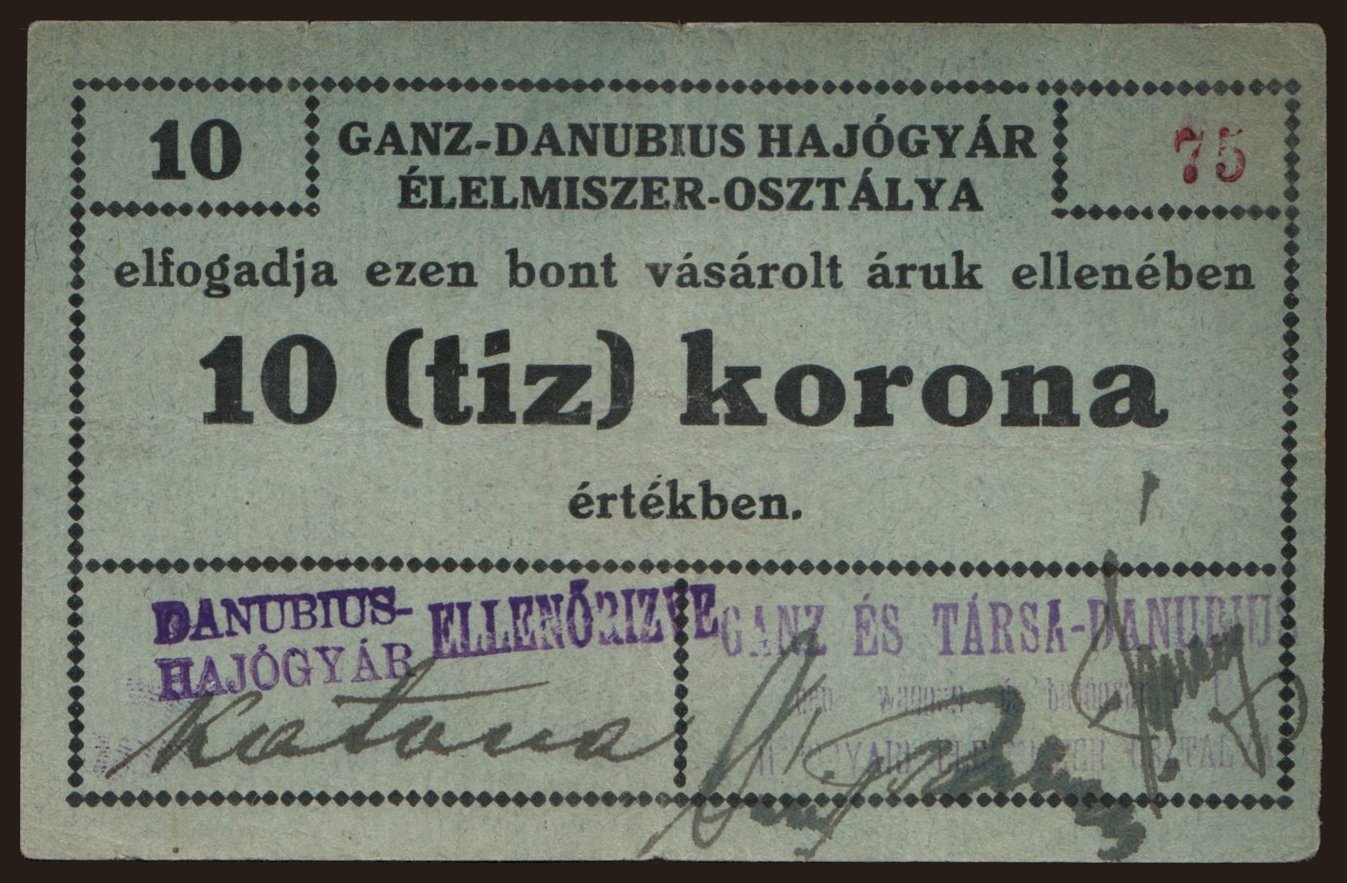 10
GANZ-DANUBIUS HAJÓGYÁR
ÉLELMISZER-OSZTÁLYA
75
elfogadja ezen bont vásárolt áruk ellenében
10 (tiz) korona
értékben.
DANUBIUS-
HAJÓGYÁR
ELLENŐRIZVE
GANZ ÉS TÁRSA-DANUBIU
Katona